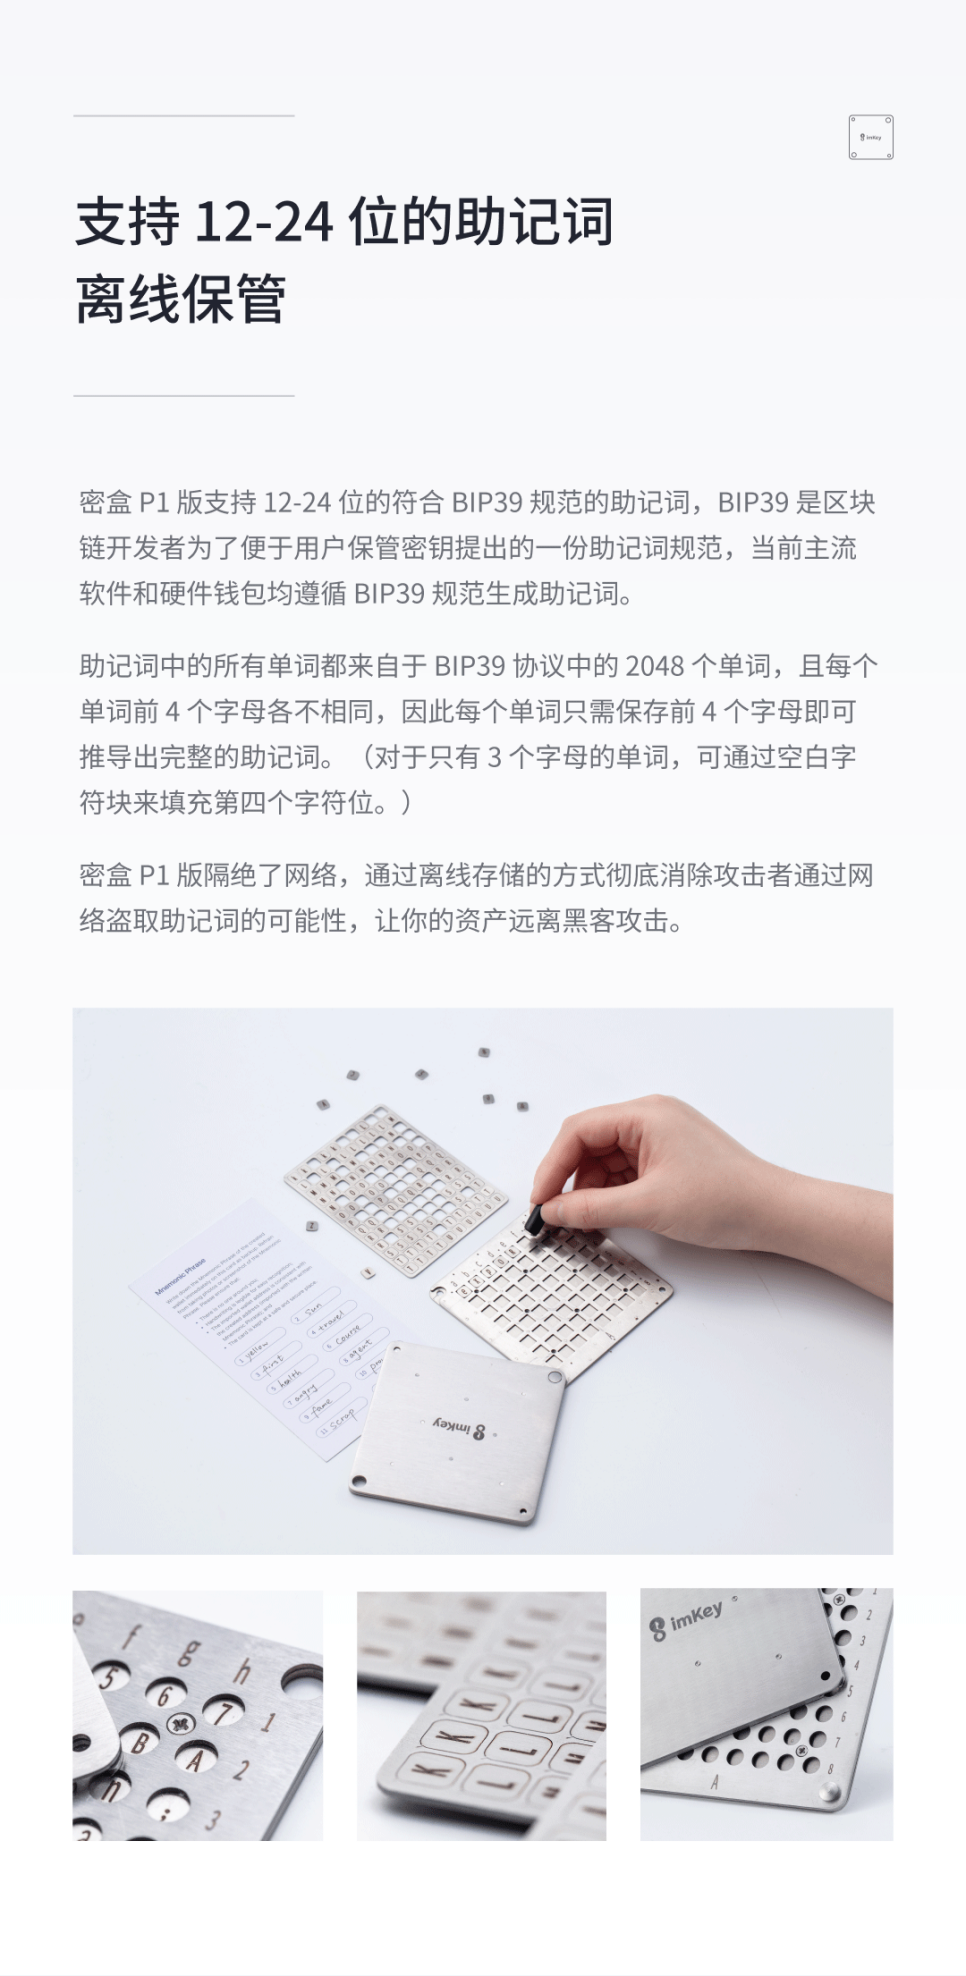 imKey
支持 12-24 位的助记词
离线保管
密盒 P1 版支持 12-24 位的符合 BIP39 规范的助记词，BIP39 是区块
链开发者为了便于用户保管密钥提出的一份助记词规范，当前主流
软件和硬件钱包均遵循 BIP39 规范生成助记词。
助记词中的所有单词都来自于 BIP39 协议中的 2048 个单词，且每个
单词前 4 个字母各不相同，因此每个单词只需保存前 4 个字母即可
推导出完整的助记词。（对于只有 3 个字母的单词，可通过空白字
符块来填充第四个字符位。）
密盒 P1 版隔绝了网络，通过离线存储的方式彻底消除攻击者通过网
络盗取助记词的可能性，让你的资产远离黑客攻击。
Mnemonic Phrase
1 yellow
2 Sun
3 first
4 travel
5 health
6 Course
7 angry
8 agent
9 fame
10
11 scrap
imKey
f g h
5 6 7 1
B A 2
n i 3
K K
L L
imKey
1
2
3
4
5
6
7
8
A